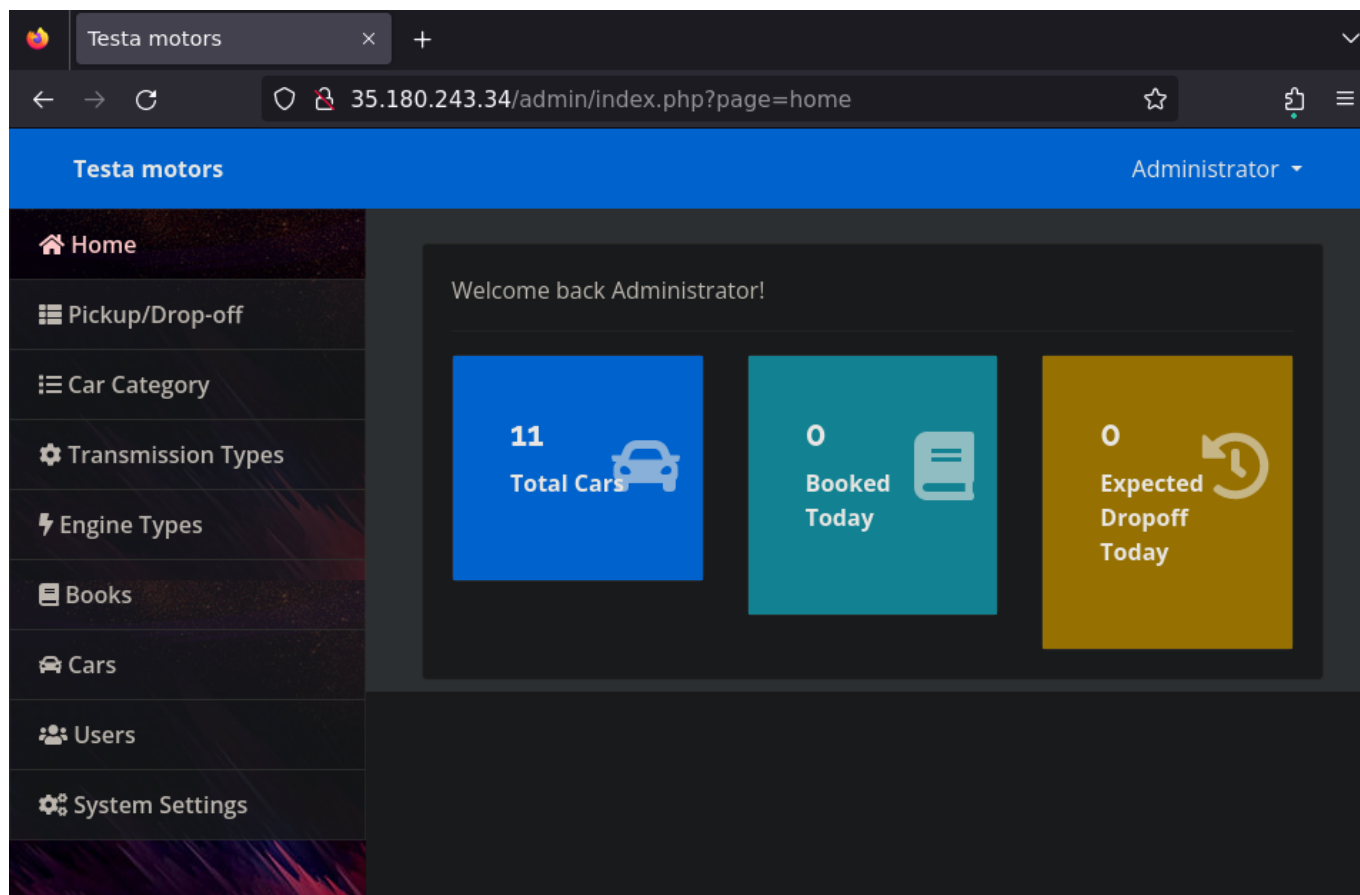 Testa motors
35.180.243.34/admin/index.php?page=home
Testa motors
Administrator
Home
Pickup/Drop-off
Car Category
Transmission Types
Engine Types
Books
Cars
Users
System Settings
Welcome back Administrator!
11
Total Cars
0
Booked
Today
0
Expected
Dropoff
Today